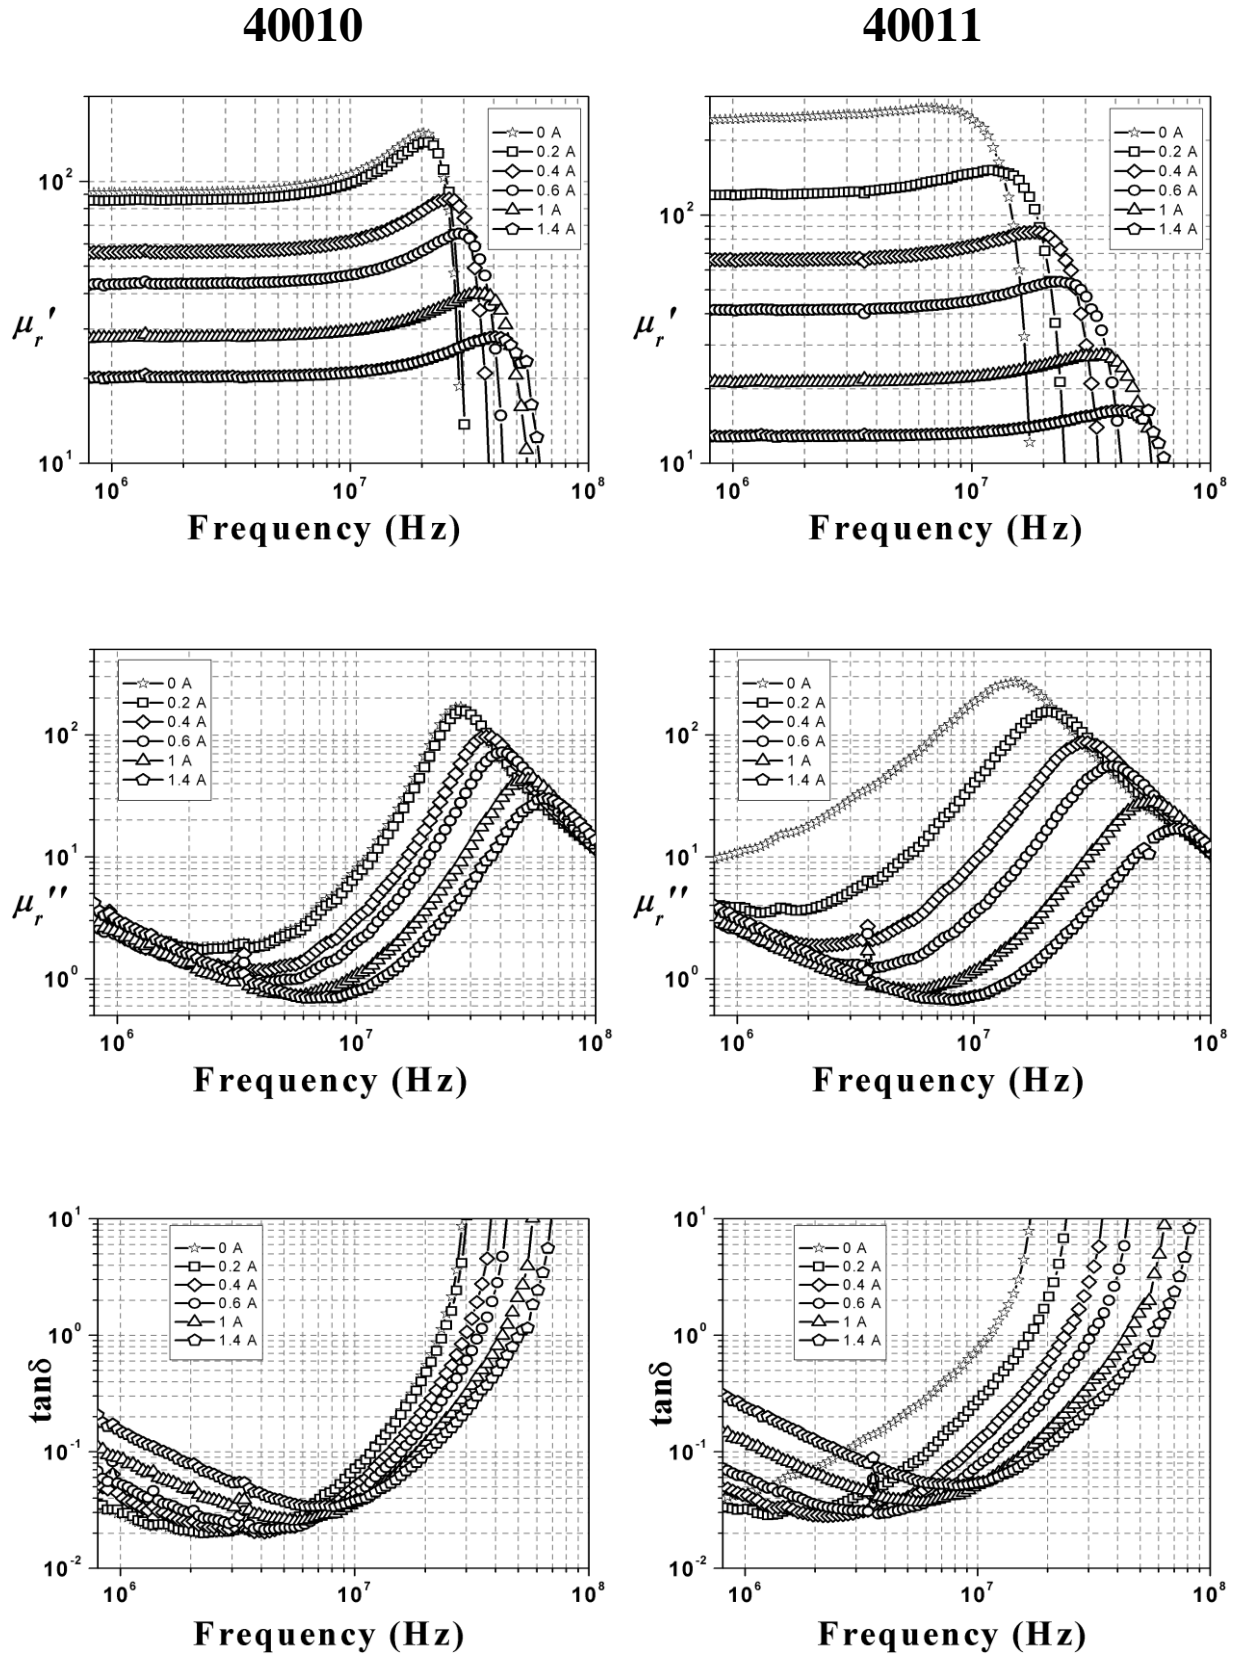 40010
40011
0 A
0.2 A
0.4 A
0.6 A
1 A
1.4 A
10²
10¹
μr'
10⁶ 10⁷ 10⁸
Frequency (Hz)
0 A
0.2 A
0.4 A
0.6 A
1 A
1.4 A
10²
10¹
μr'
10⁶ 10⁷ 10⁸
Frequency (Hz)
0 A
0.2 A
0.4 A
0.6 A
1 A
1.4 A
10²
10¹
10⁰
μr''
10⁶ 10⁷ 10⁸
Frequency (Hz)
0 A
0.2 A
0.4 A
0.6 A
1 A
1.4 A
10²
10¹
10⁰
μr''
10⁶ 10⁷ 10⁸
Frequency (Hz)
0 A
0.2 A
0.4 A
0.6 A
1 A
1.4 A
10¹
10⁰
10⁻¹
10⁻²
tanδ
10⁶ 10⁷ 10⁸
Frequency (Hz)
0 A
0.2 A
0.4 A
0.6 A
1 A
1.4 A
10¹
10⁰
10⁻¹
10⁻²
tanδ
10⁶ 10⁷ 10⁸
Frequency (Hz)